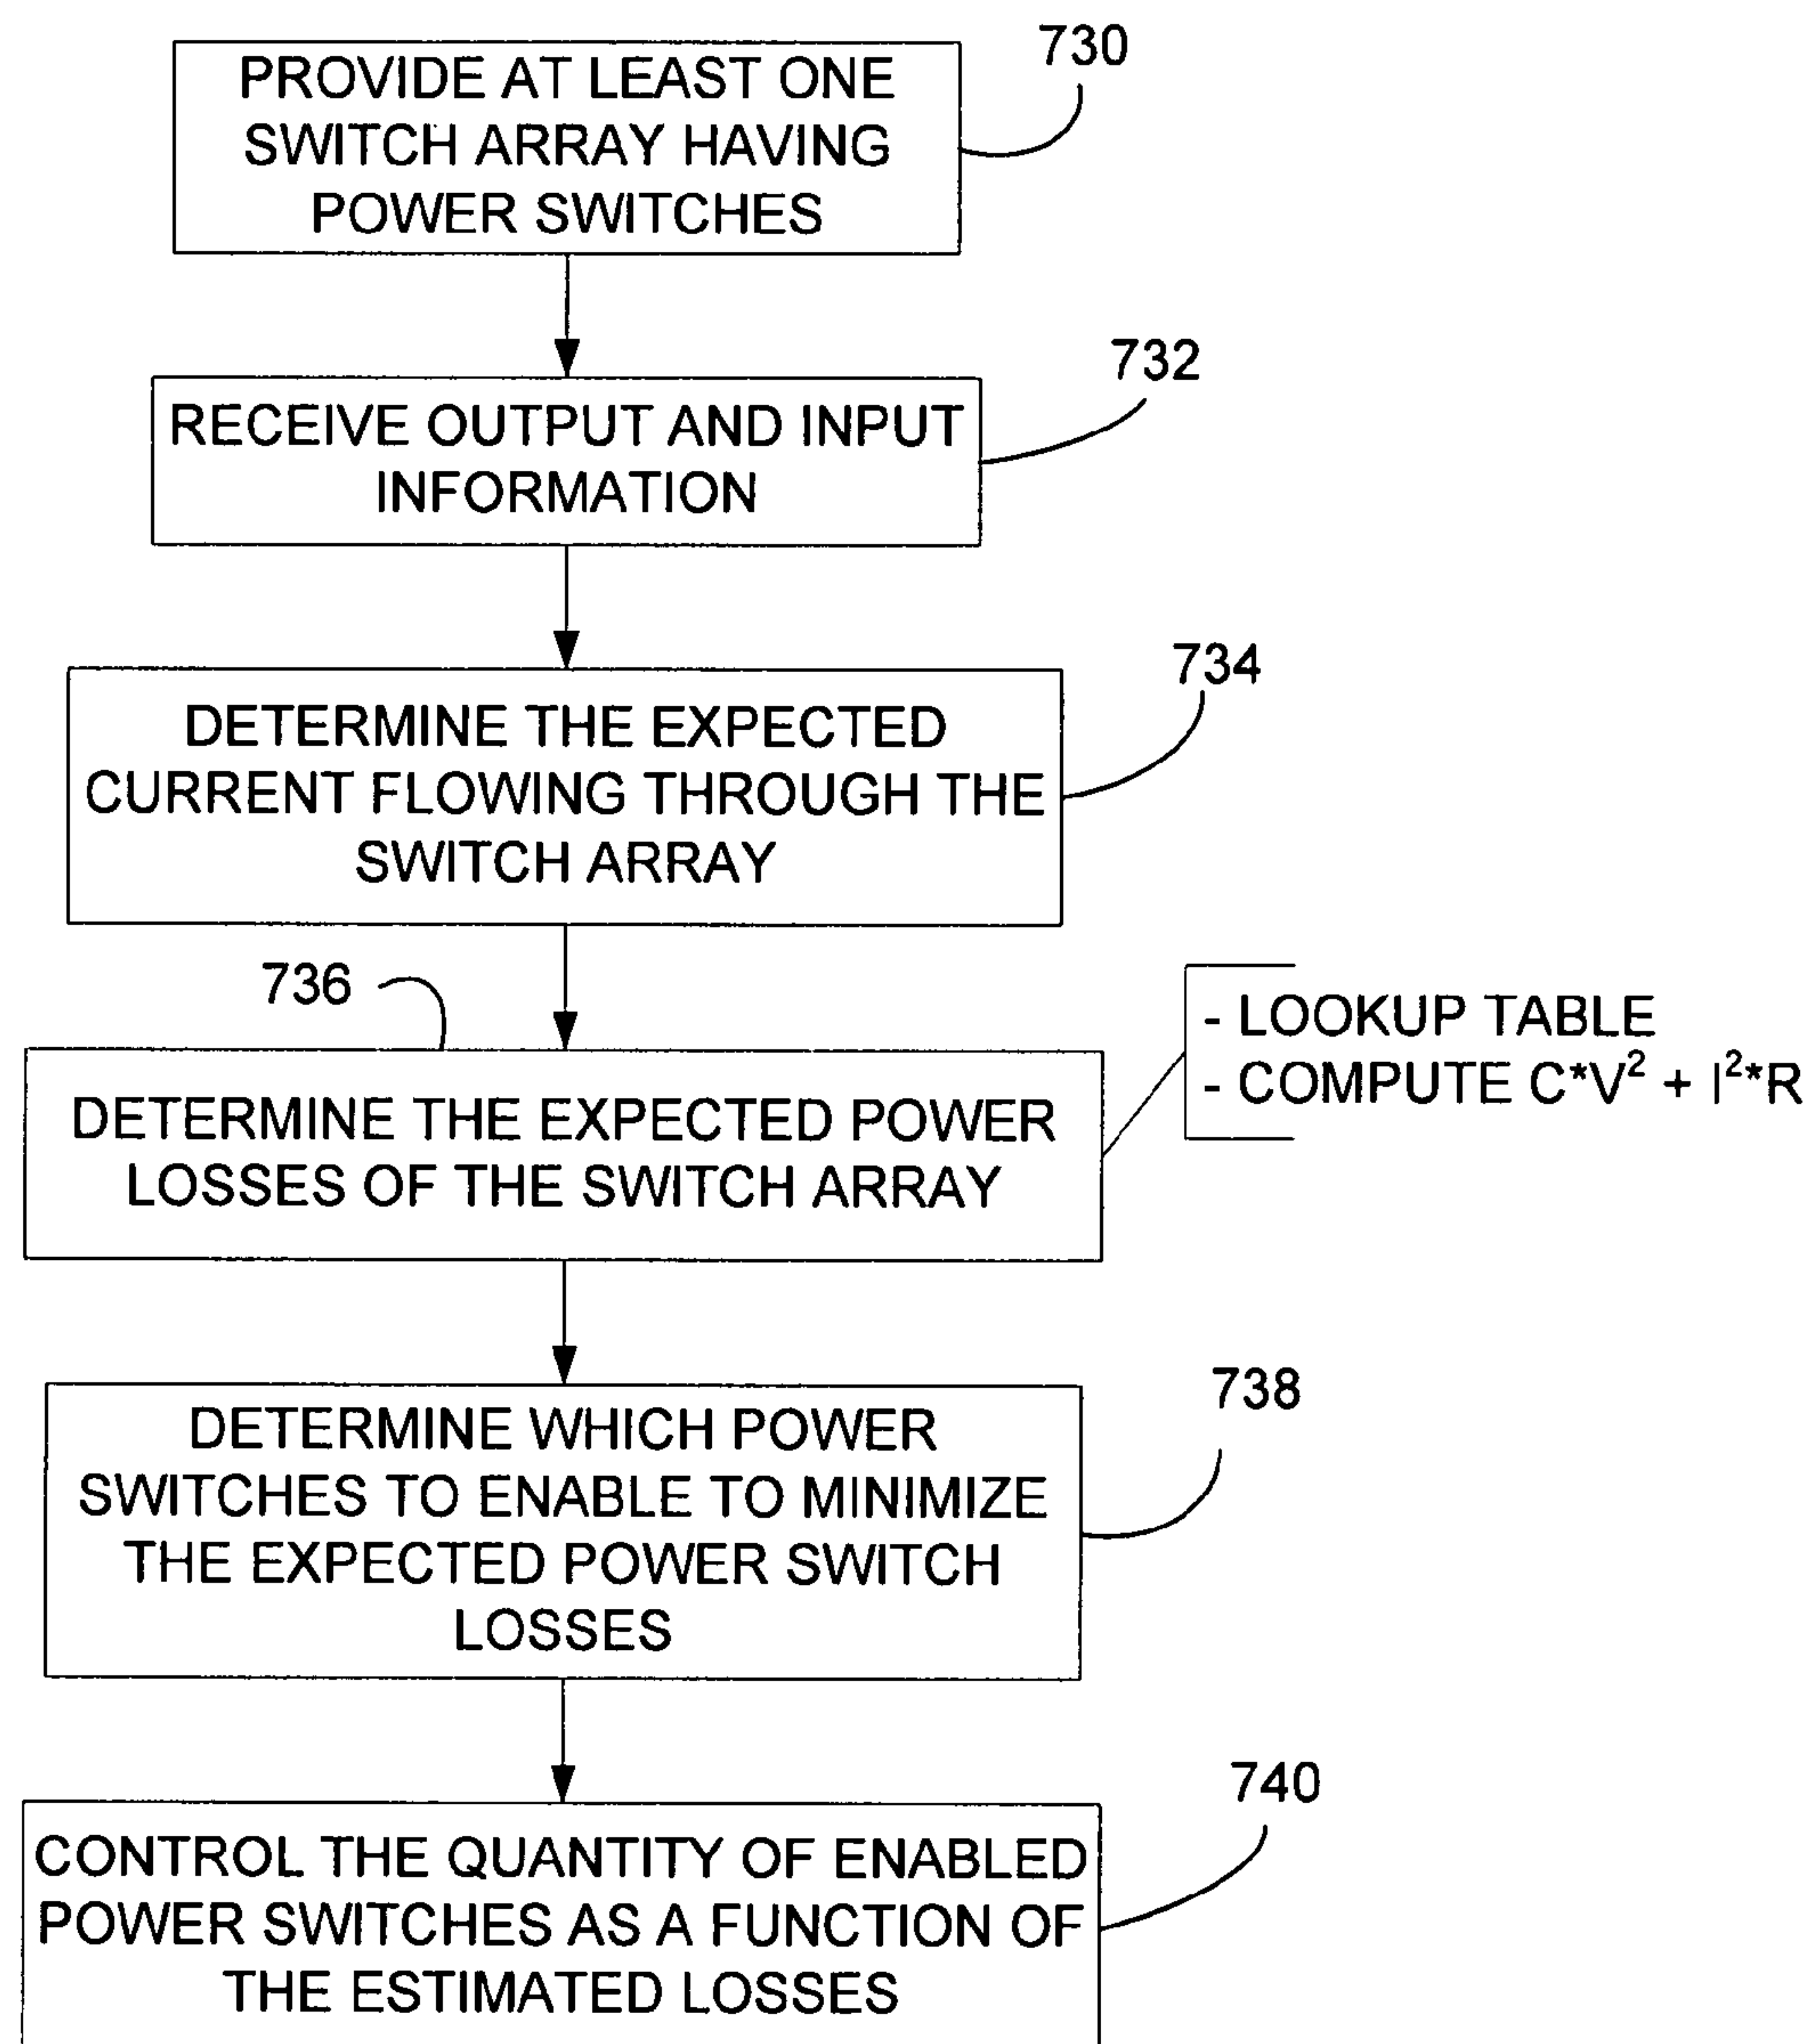 730
PROVIDE AT LEAST ONE
SWITCH ARRAY HAVING
POWER SWITCHES
732
RECEIVE OUTPUT AND INPUT
INFORMATION
734
DETERMINE THE EXPECTED
CURRENT FLOWING THROUGH THE
SWITCH ARRAY
736
- LOOKUP TABLE
- COMPUTE C*V² + I²*R
DETERMINE THE EXPECTED POWER
LOSSES OF THE SWITCH ARRAY
738
DETERMINE WHICH POWER
SWITCHES TO ENABLE TO MINIMIZE
THE EXPECTED POWER SWITCH
LOSSES
740
CONTROL THE QUANTITY OF ENABLED
POWER SWITCHES AS A FUNCTION OF
THE ESTIMATED LOSSES